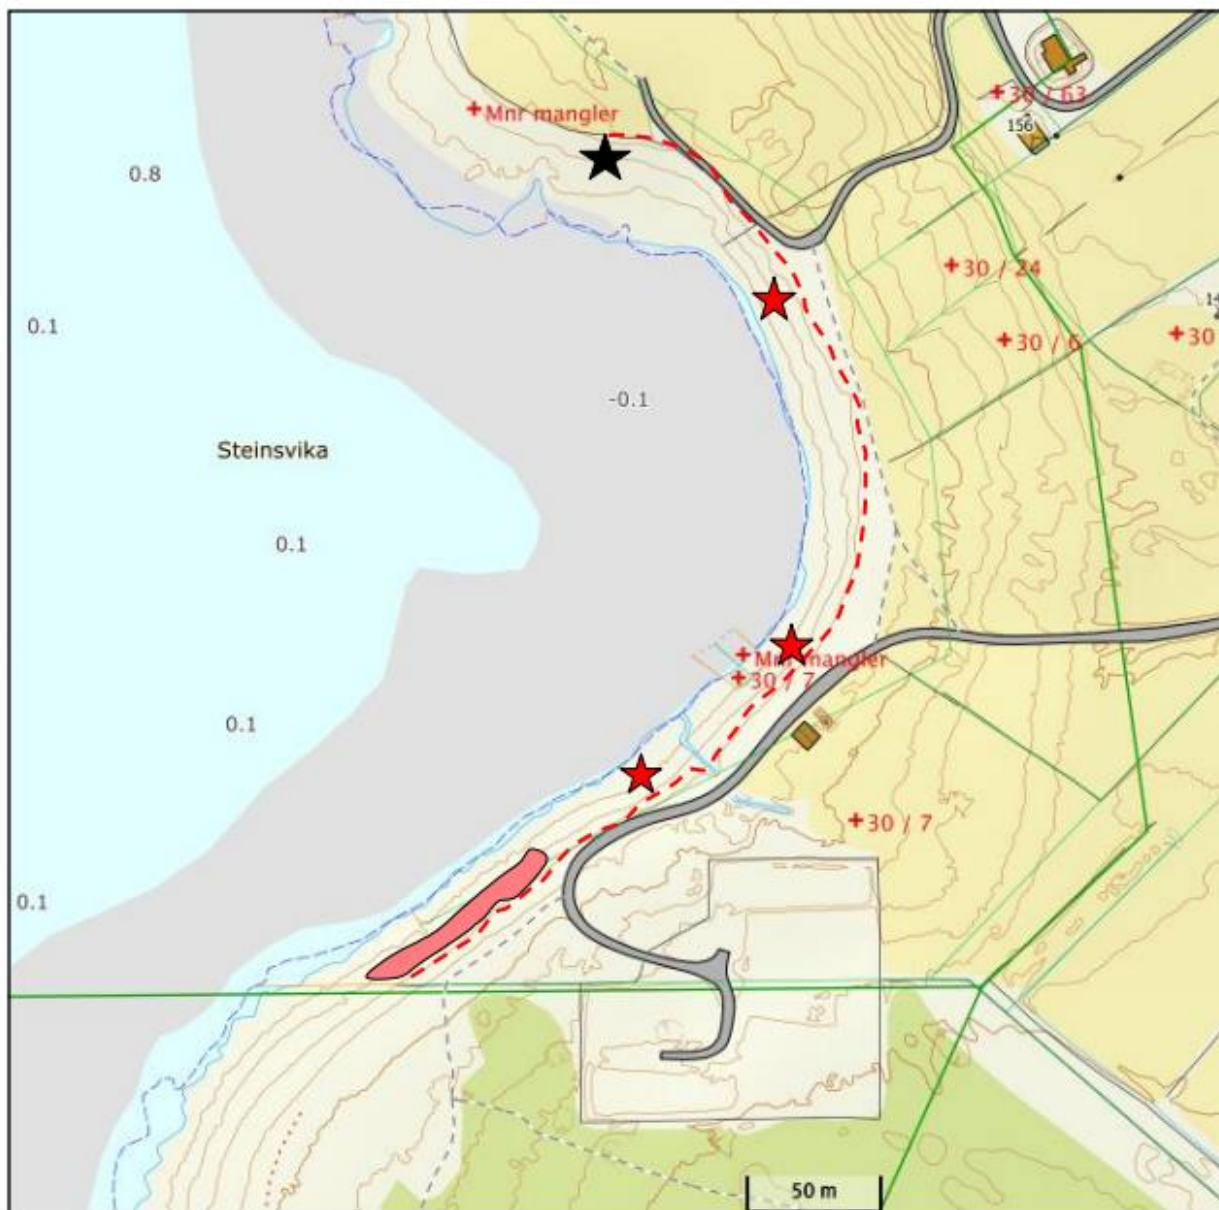 + 30 / 63
+ Mnr mangler
156
0.8
+ 30 / 24
14
0.1
+ 30 / 6
+ 30
-0.1
Steinsvika
0.1
+ Mnr mangler
+ 30 / 7
0.1
+ 30 / 7
0.1
50 m